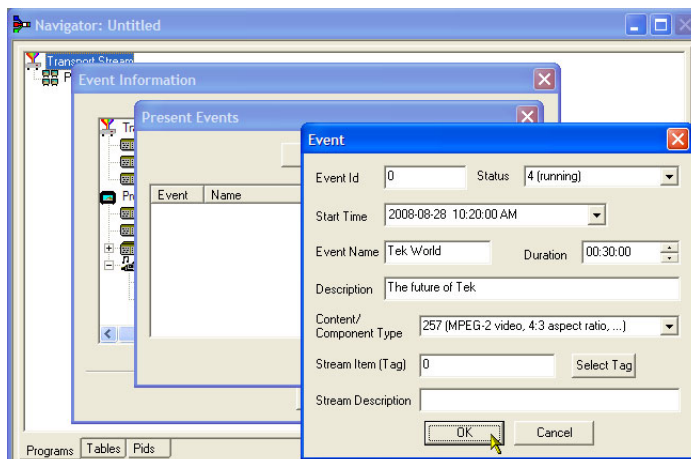 Navigator: Untitled
Transport Stream
P
Event Information
Tr
Pr
Present Events
Event Name
Event
Event Id 0 Status 4 (running)
Start Time 2008-08-28 10:20:00 AM
Event Name Tek World Duration 00:30:00
Description The future of Tek
Content/
Component Type 257 (MPEG-2 video, 4:3 aspect ratio, ...)
Stream Item (Tag) 0 Select Tag
Stream Description
OK Cancel
Programs Tables Pids